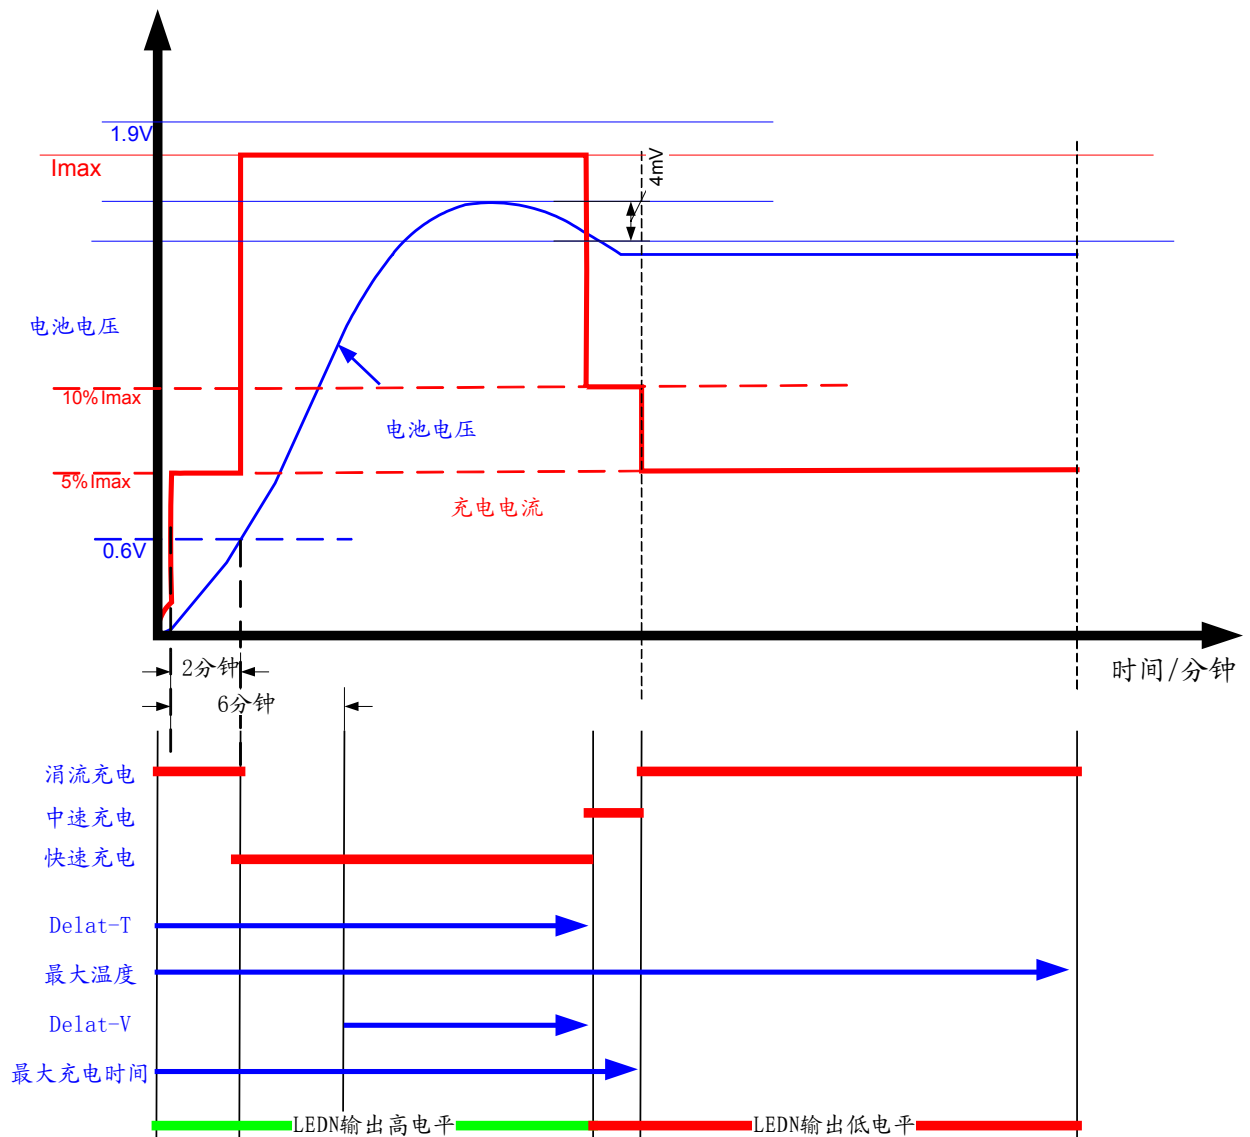 1.9V
Imax
4mV
电池电压
10%Imax
电池电压
5%Imax
充电电流
0.6V
2分钟
时间/分钟
6分钟
涓流充电
中速充电
快速充电
Delat-T
最大温度
Delat-V
最大充电时间
LEDN输出高电平
LEDN输出低电平